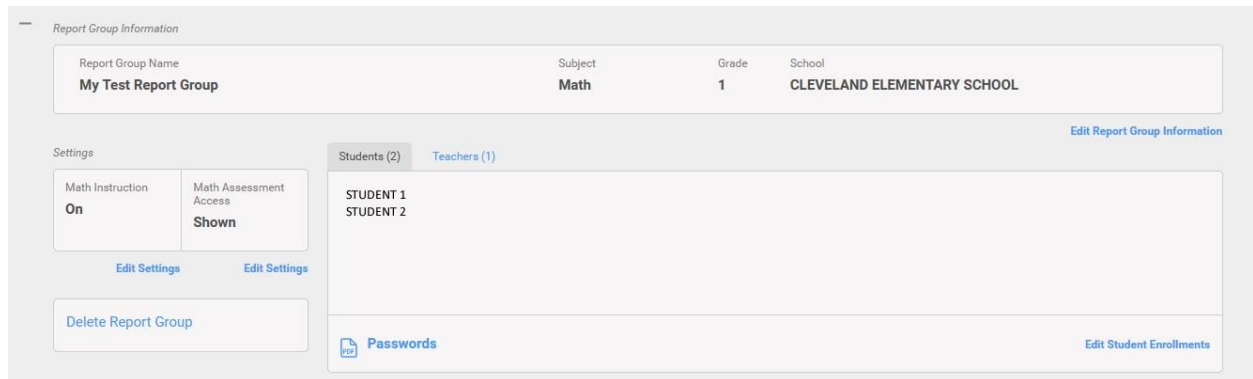 Report Group Information
Report Group Name
My Test Report Group
Subject
Math
Grade
1
School
CLEVELAND ELEMENTARY SCHOOL
Edit Report Group Information
Settings
Math Instruction
On
Math Assessment
Access
Shown
Edit Settings
Edit Settings
Delete Report Group
Students (2)
Teachers (1)
STUDENT 1
STUDENT 2
PDF
Passwords
Edit Student Enrollments